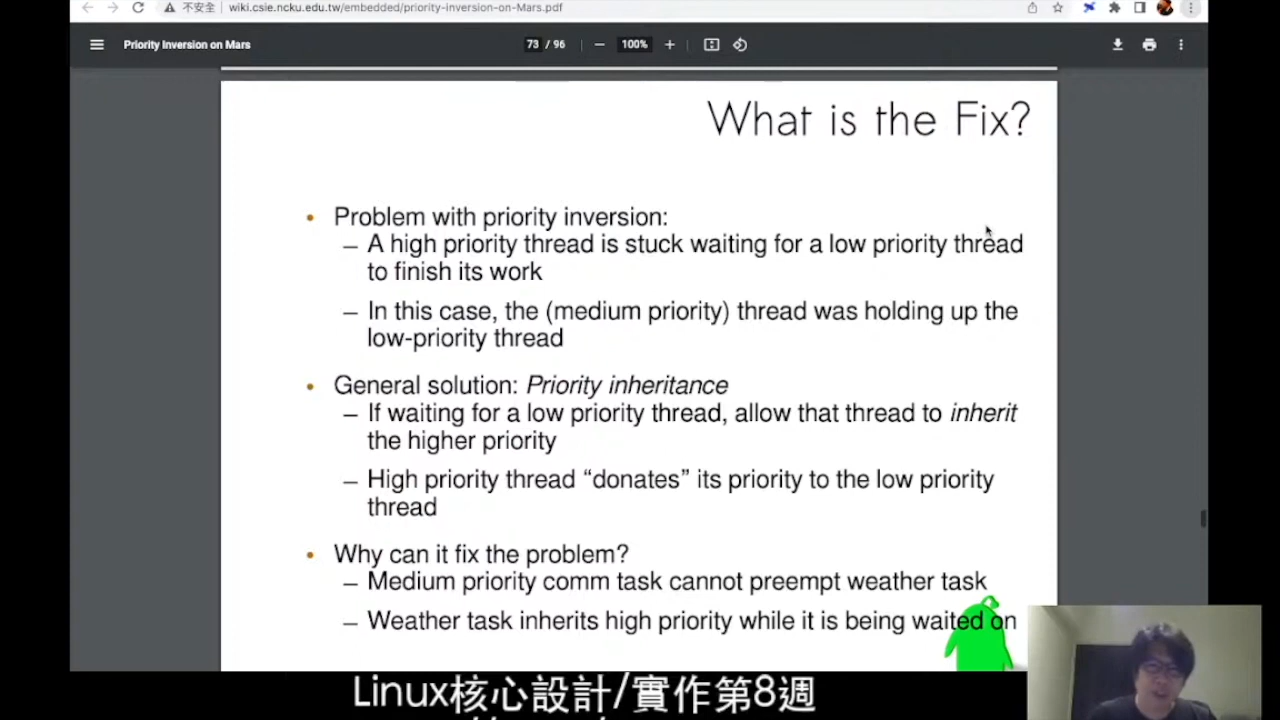 不安全 wiki.csie.ncku.edu.tw/embedded/priority-inversion-on-Mars.pdf
Priority Inversion on Mars 73 / 96 − 100% +
What is the Fix?
• Problem with priority inversion:
– A high priority thread is stuck waiting for a low priority thread
to finish its work
– In this case, the (medium priority) thread was holding up the
low-priority thread
• General solution: Priority inheritance
– If waiting for a low priority thread, allow that thread to inherit
the higher priority
– High priority thread “donates” its priority to the low priority
thread
• Why can it fix the problem?
– Medium priority comm task cannot preempt weather task
– Weather task inherits high priority while it is being waited on
Linux核心設計/實作第8週